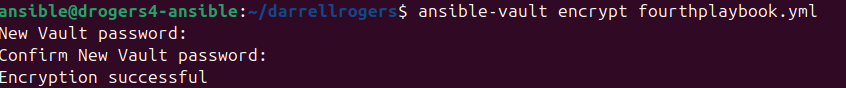 ansible@drogers4-ansible:~/darrellrogers$ ansible-vault encrypt fourthplaybook.yml
New Vault password:
Confirm New Vault password:
Encryption successful